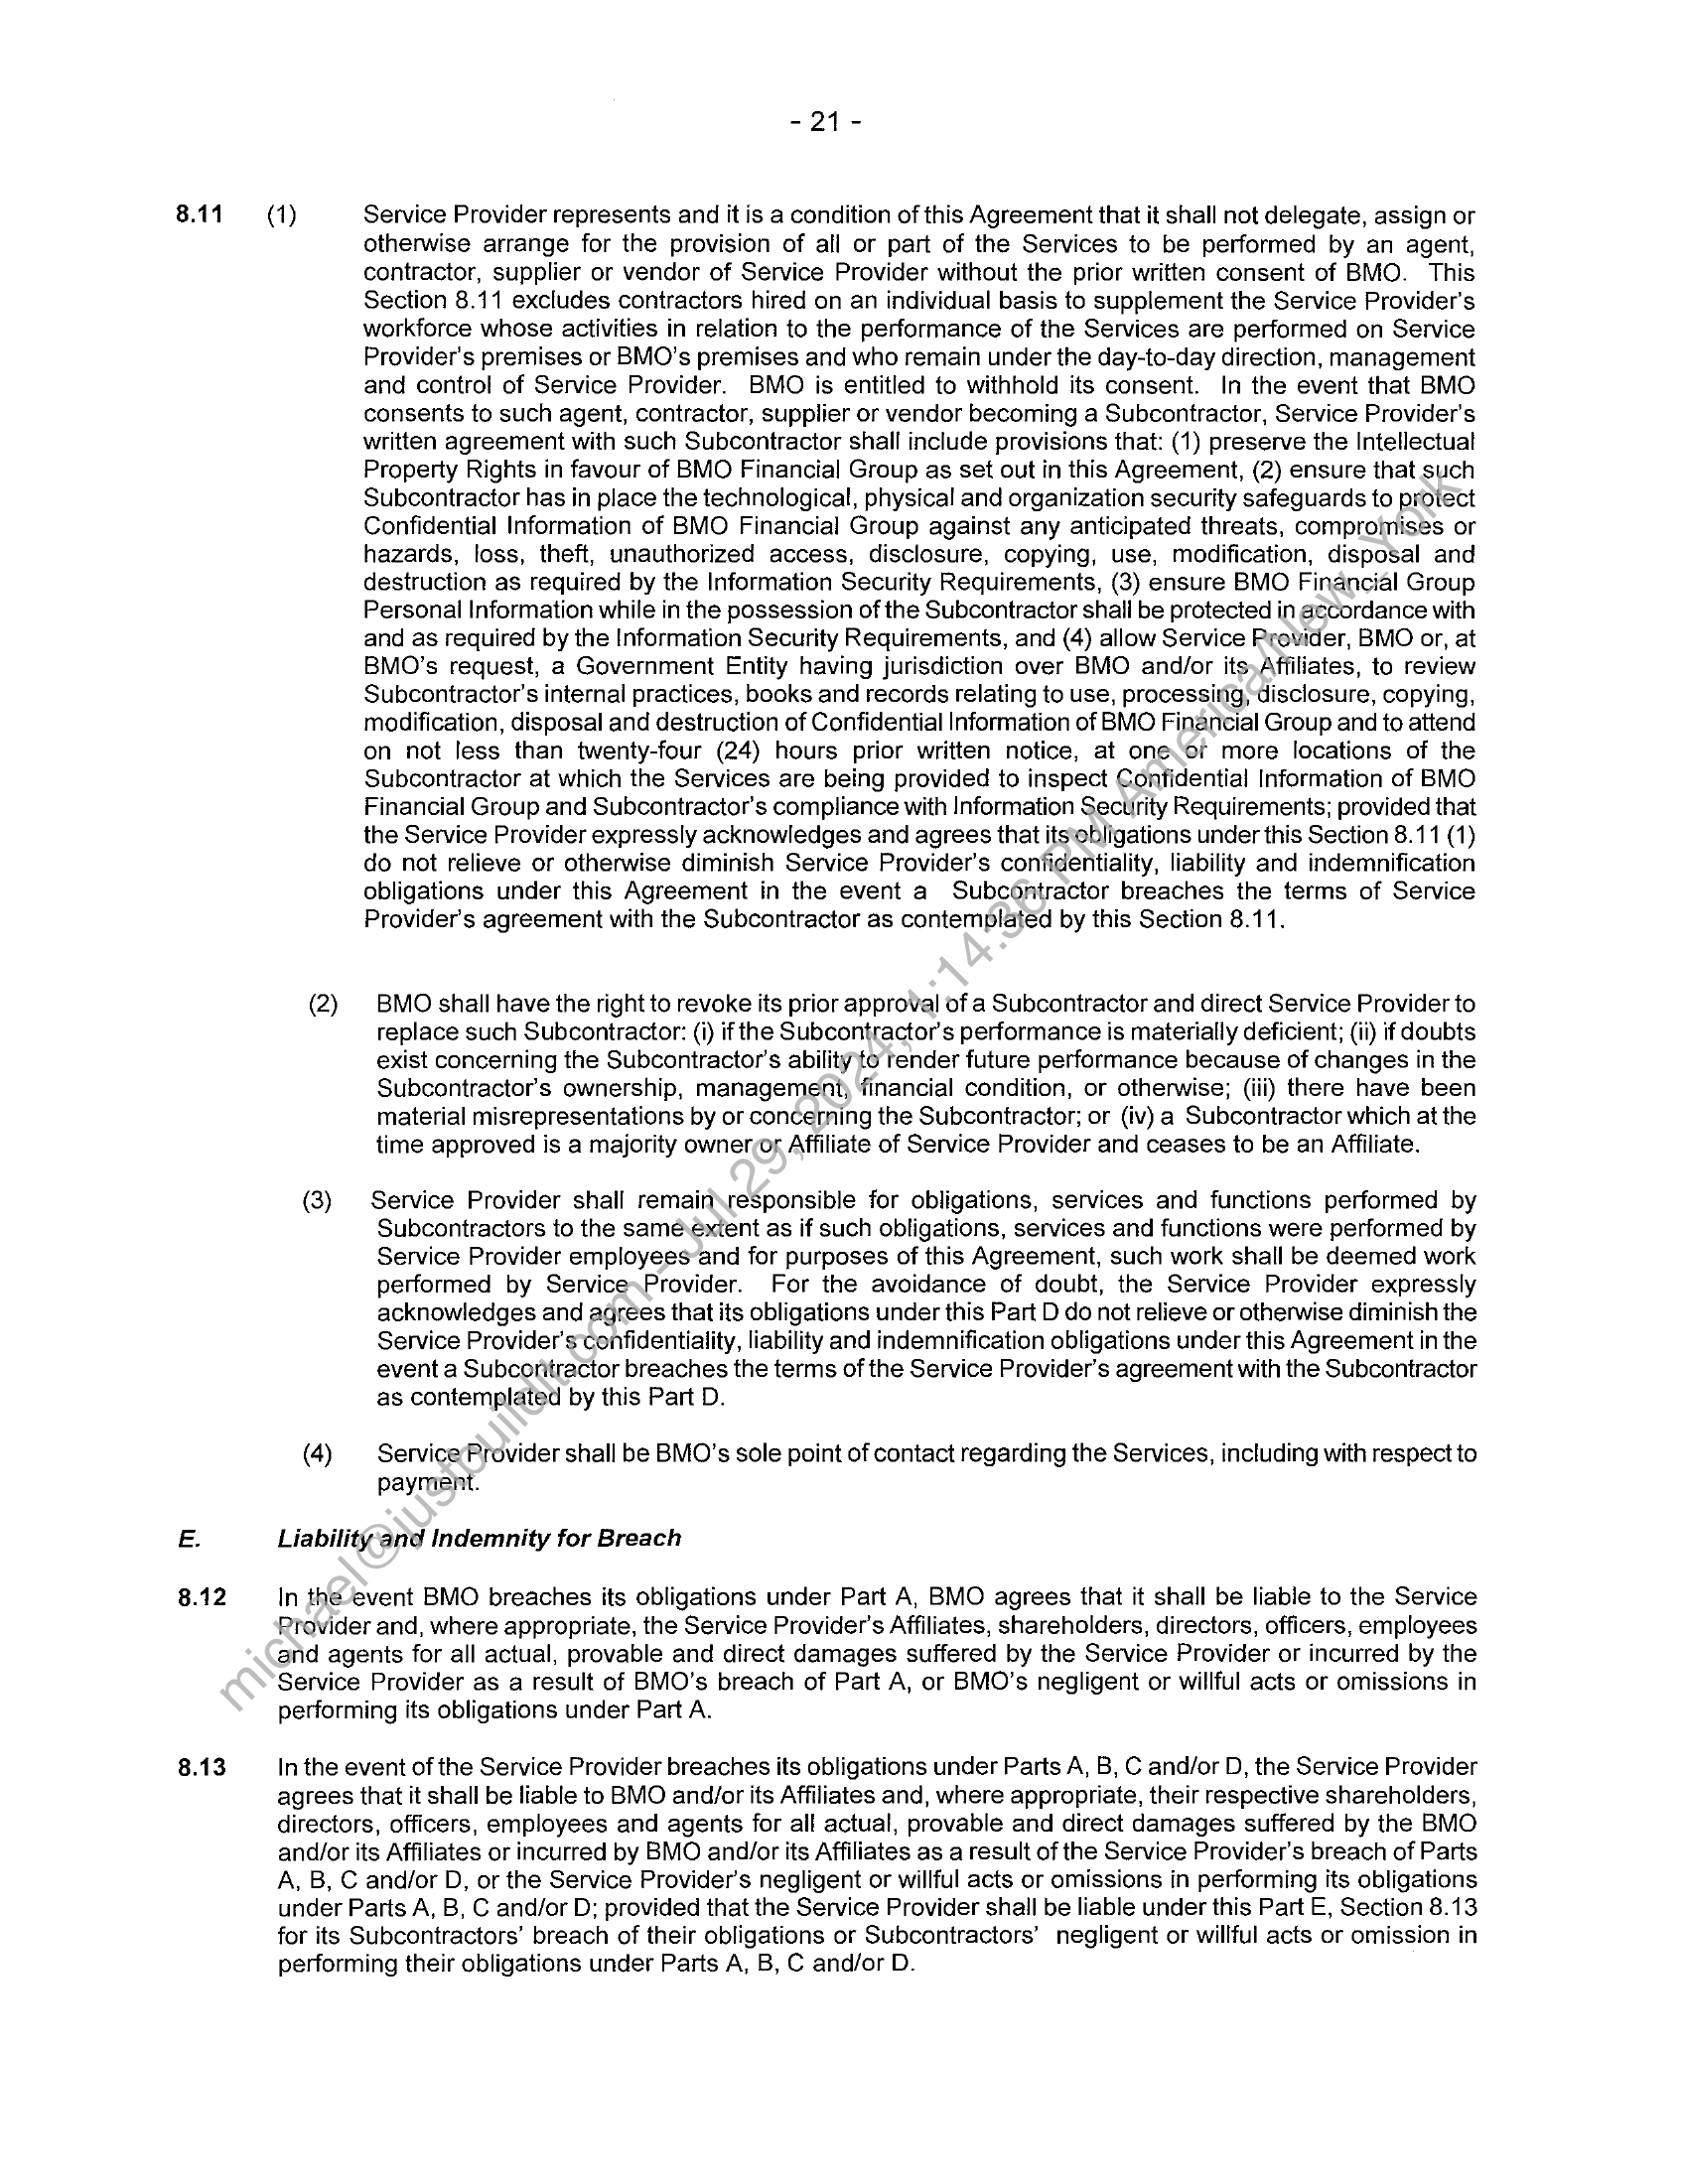 - 21 -
8.11 (1) Service Provider represents and it is a condition of this Agreement that it shall not delegate, assign or
otherwise arrange for the provision of all or part of the Services to be performed by an agent,
contractor, supplier or vendor of Service Provider without the prior written consent of BMO. This
Section 8.11 excludes contractors hired on an individual basis to supplement the Service Provider's
workforce whose activities in relation to the performance of the Services are performed on Service
Provider's premises or BMO's premises and who remain under the day-to-day direction, management
and control of Service Provider. BMO is entitled to withhold its consent. In the event that BMO
consents to such agent, contractor, supplier or vendor becoming a Subcontractor, Service Provider's
written agreement with such Subcontractor shall include provisions that: (1) preserve the Intellectual
Property Rights in favour of BMO Financial Group as set out in this Agreement, (2) ensure that such
Subcontractor has in place the technological, physical and organization security safeguards to protect
Confidential Information of BMO Financial Group against any anticipated threats, compromises or
hazards, loss, theft, unauthorized access, disclosure, copying, use, modification, disposal and
destruction as required by the Information Security Requirements, (3) ensure BMO Financial Group
Personal Information while in the possession of the Subcontractor shall be protected in accordance with
and as required by the Information Security Requirements, and (4) allow Service Provider, BMO or, at
BMO's request, a Government Entity having jurisdiction over BMO and/or its Affiliates, to review
Subcontractor's internal practices, books and records relating to use, processing, disclosure, copying,
modification, disposal and destruction of Confidential Information of BMO Financial Group and to attend
on not less than twenty-four (24) hours prior written notice, at one or more locations of the
Subcontractor at which the Services are being provided to inspect Confidential Information of BMO
Financial Group and Subcontractor's compliance with Information Security Requirements; provided that
the Service Provider expressly acknowledges and agrees that its obligations under this Section 8.11 (1)
do not relieve or otherwise diminish Service Provider's confidentiality, liability and indemnification
obligations under this Agreement in the event a Subcontractor breaches the terms of Service
Provider's agreement with the Subcontractor as contemplated by this Section 8.11.
(2) BMO shall have the right to revoke its prior approval of a Subcontractor and direct Service Provider to
replace such Subcontractor: (i) if the Subcontractor's performance is materially deficient; (ii) if doubts
exist concerning the Subcontractor's ability to render future performance because of changes in the
Subcontractor's ownership, management, financial condition, or otherwise; (iii) there have been
material misrepresentations by or concerning the Subcontractor; or (iv) a Subcontractor which at the
time approved is a majority owner or Affiliate of Service Provider and ceases to be an Affiliate.
(3) Service Provider shall remain responsible for obligations, services and functions performed by
Subcontractors to the same extent as if such obligations, services and functions were performed by
Service Provider employees and for purposes of this Agreement, such work shall be deemed work
performed by Service Provider. For the avoidance of doubt, the Service Provider expressly
acknowledges and agrees that its obligations under this Part D do not relieve or otherwise diminish the
Service Provider's confidentiality, liability and indemnification obligations under this Agreement in the
event a Subcontractor breaches the terms of the Service Provider's agreement with the Subcontractor
as contemplated by this Part D.
(4) Service Provider shall be BMO's sole point of contact regarding the Services, including with respect to
payment.
E. Liability and Indemnity for Breach
8.12 In the event BMO breaches its obligations under Part A, BMO agrees that it shall be liable to the Service
Provider and, where appropriate, the Service Provider's Affiliates, shareholders, directors, officers, employees
and agents for all actual, provable and direct damages suffered by the Service Provider or incurred by the
Service Provider as a result of BMO's breach of Part A, or BMO's negligent or willful acts or omissions in
performing its obligations under Part A.
8.13 In the event of the Service Provider breaches its obligations under Parts A, B, C and/or D, the Service Provider
agrees that it shall be liable to BMO and/or its Affiliates and, where appropriate, their respective shareholders,
directors, officers, employees and agents for all actual, provable and direct damages suffered by the BMO
and/or its Affiliates or incurred by BMO and/or its Affiliates as a result of the Service Provider's breach of Parts
A, B, C and/or D, or the Service Provider's negligent or willful acts or omissions in performing its obligations
under Parts A, B, C and/or D; provided that the Service Provider shall be liable under this Part E, Section 8.13
for its Subcontractors' breach of their obligations or Subcontractors' negligent or willful acts or omission in
performing their obligations under Parts A, B, C and/or D.
michael@justbuildit.com - Jul 29, 2024, 1:14:36 PM America/New_York